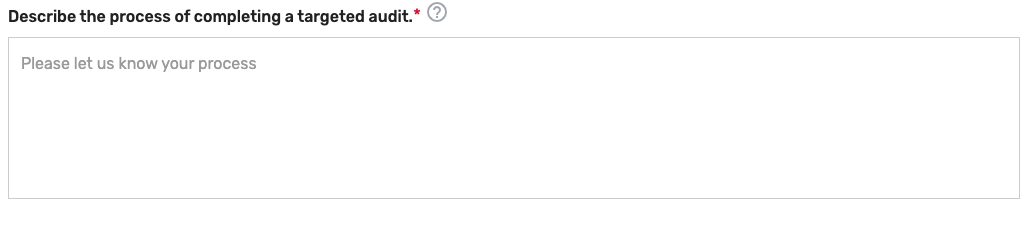 Describe the process of completing a targeted audit.* ?
Please let us know your process